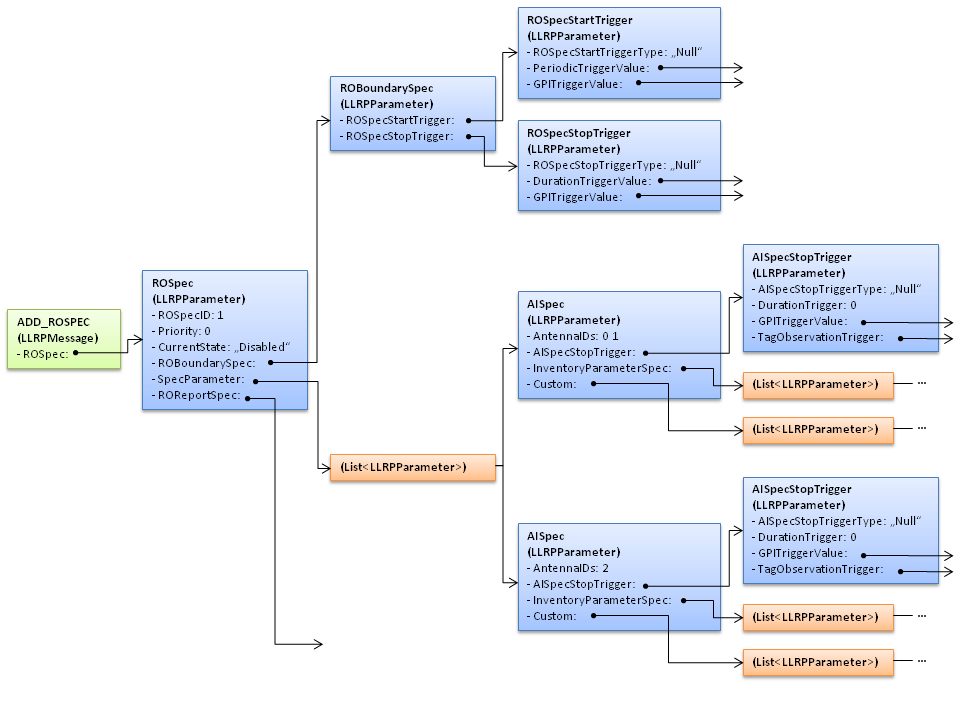 ROSpecStartTrigger
(LLRPParameter)
- ROSpecStartTriggerType: „Null“
- PeriodicTriggerValue:
- GPITriggerValue:
ROBoundarySpec
(LLRPParameter)
- ROSpecStartTrigger:
- ROSpecStopTrigger:
ROSpecStopTrigger
(LLRPParameter)
- ROSpecStopTriggerType: „Null“
- DurationTriggerValue:
- GPITriggerValue:
ADD_ROSPEC
(LLRPMessage)
- ROSpec:
ROSpec
(LLRPParameter)
- ROSpecID: 1
- Priority: 0
- CurrentState: „Disabled“
- ROBoundarySpec:
- SpecParameter:
- ROReportSpec:
(List<LLRPParameter>)
AISpec
(LLRPParameter)
- AntennaIDs: 0 1
- AISpecStopTrigger:
- InventoryParameterSpec:
- Custom:
AISpecStopTrigger
(LLRPParameter)
- AISpecStopTriggerType: „Null“
- DurationTrigger: 0
- GPITriggerValue:
- TagObservationTrigger:
(List<LLRPParameter>) ...
(List<LLRPParameter>) ...
AISpec
(LLRPParameter)
- AntennaIDs: 2
- AISpecStopTrigger:
- InventoryParameterSpec:
- Custom:
AISpecStopTrigger
(LLRPParameter)
- AISpecStopTriggerType: „Null“
- DurationTrigger: 0
- GPITriggerValue:
- TagObservationTrigger:
(List<LLRPParameter>) ...
(List<LLRPParameter>) ...